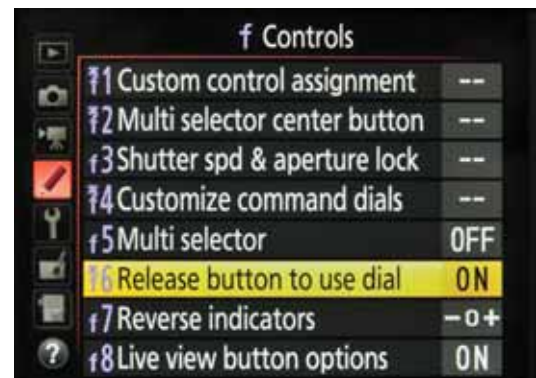 f Controls
f1 Custom control assignment --
f2 Multi selector center button --
f3 Shutter spd & aperture lock --
f4 Customize command dials --
f5 Multi selector OFF
f6 Release button to use dial ON
f7 Reverse indicators -0+
? f8 Live view button options ON